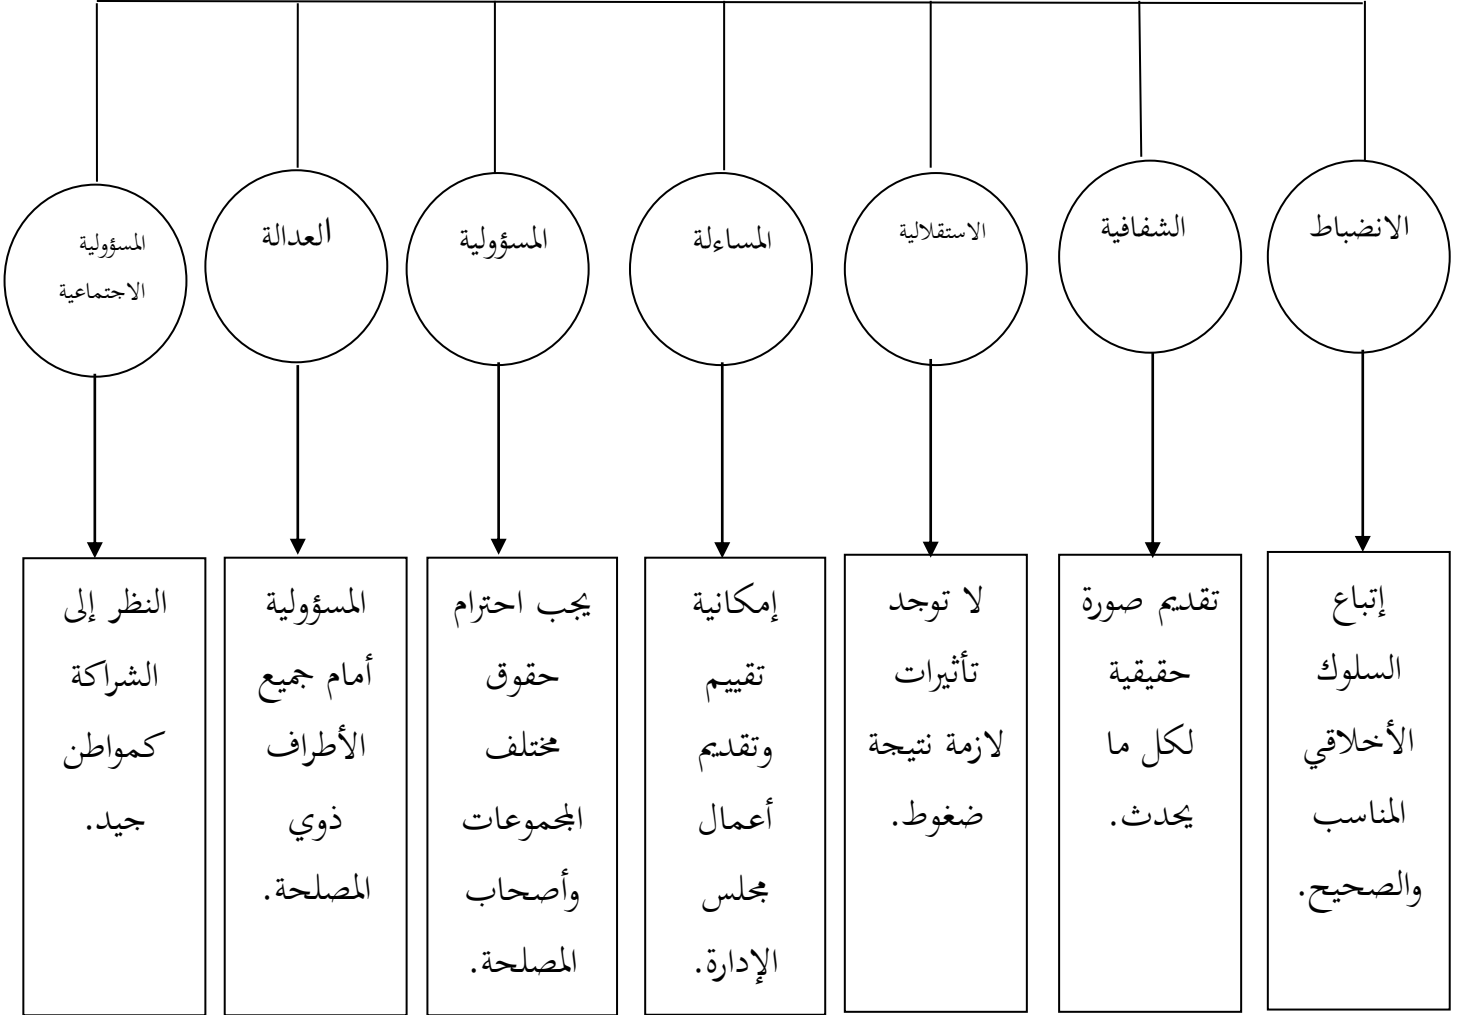 الانضباط
الشفافية
الاستقلالية
المساءلة
المسؤولية
العدالة
المسؤولية
الاجتماعية
إتباع
السلوك
الأخلاقي
المناسب
والصحيح.
تقديم صورة
حقيقية
لكل ما
يحدث.
لا توجد
تأثيرات
لازمة نتيجة
ضغوط.
إمكانية
تقييم
وتقديم
أعمال
مجلس
الإدارة.
يجب احترام
حقوق
مختلف
المجموعات
وأصحاب
المصلحة.
المسؤولية
أمام جميع
الأطراف
ذوي
المصلحة.
النظر إلى
الشراكة
كمواطن
جيد.